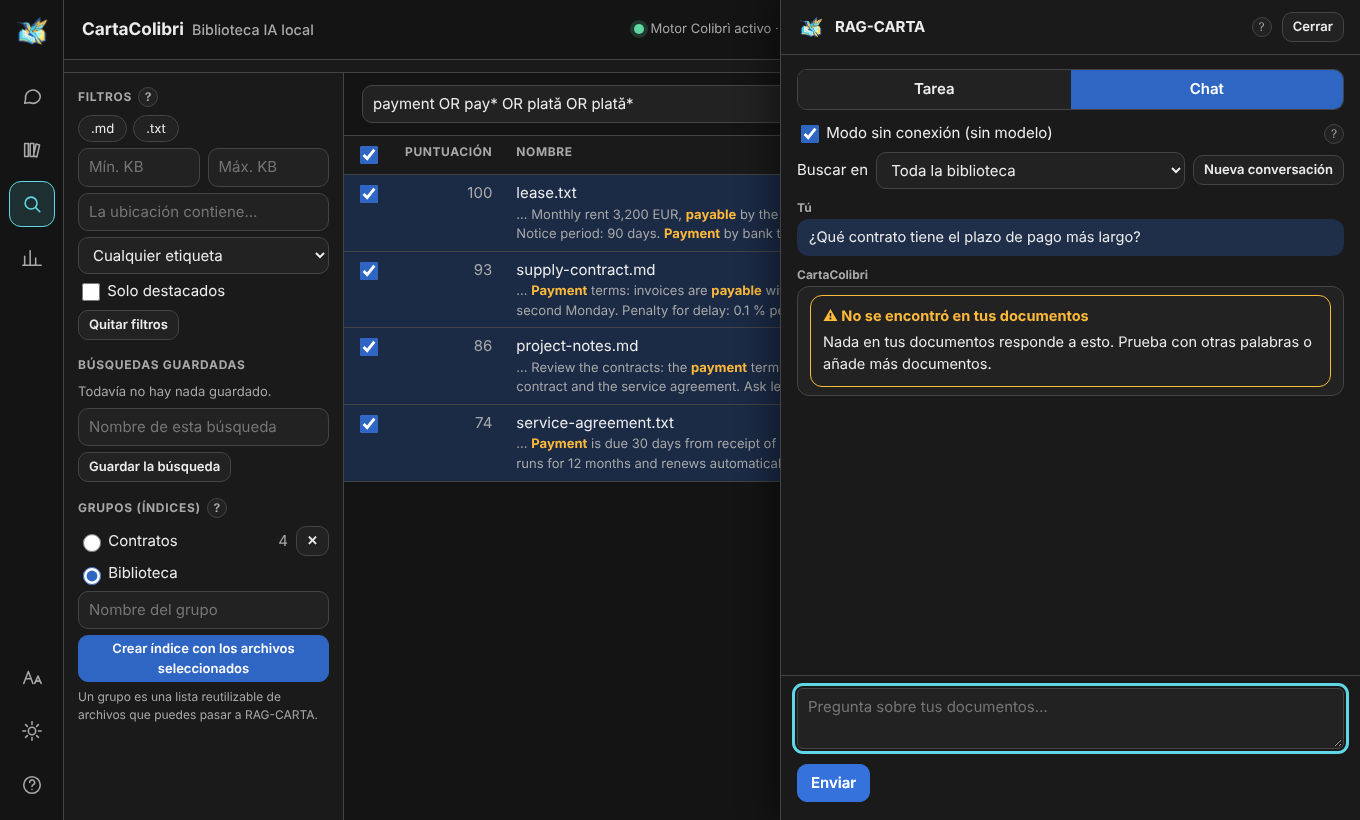 CartaColibri Biblioteca IA local
Motor Colibrì activo ·
FILTROS ?
.md .txt
Mín. KB Máx. KB
La ubicación contiene...
Cualquier etiqueta
Solo destacados
Quitar filtros
BÚSQUEDAS GUARDADAS
Todavía no hay nada guardado.
Nombre de esta búsqueda
Guardar la búsqueda
GRUPOS (ÍNDICES) ?
Contratos 4 ×
Biblioteca
Nombre del grupo
Crear índice con los archivos
seleccionados
Un grupo es una lista reutilizable de
archivos que puedes pasar a RAG-CARTA.
payment OR pay* OR plată OR plată*
PUNTUACIÓN NOMBRE
100 lease.txt
... Monthly rent 3,200 EUR, payable by the
Notice period: 90 days. Payment by bank
93 supply-contract.md
... Payment terms: invoices are payable
second Monday. Penalty for delay: 0.1 %
86 project-notes.md
... Review the contracts: the payment term
contract and the service agreement. Ask
74 service-agreement.txt
... Payment is due 30 days from receipt of
runs for 12 months and renews
RAG-CARTA ? Cerrar
Tarea Chat
Modo sin conexión (sin modelo) ?
Buscar en Toda la biblioteca Nueva conversación
Tú
¿Qué contrato tiene el plazo de pago más largo?
CartaColibri
⚠ No se encontró en tus documentos
Nada en tus documentos responde a esto. Prueba con otras palabras o
añade más documentos.
Pregunta sobre tus documentos...
Enviar